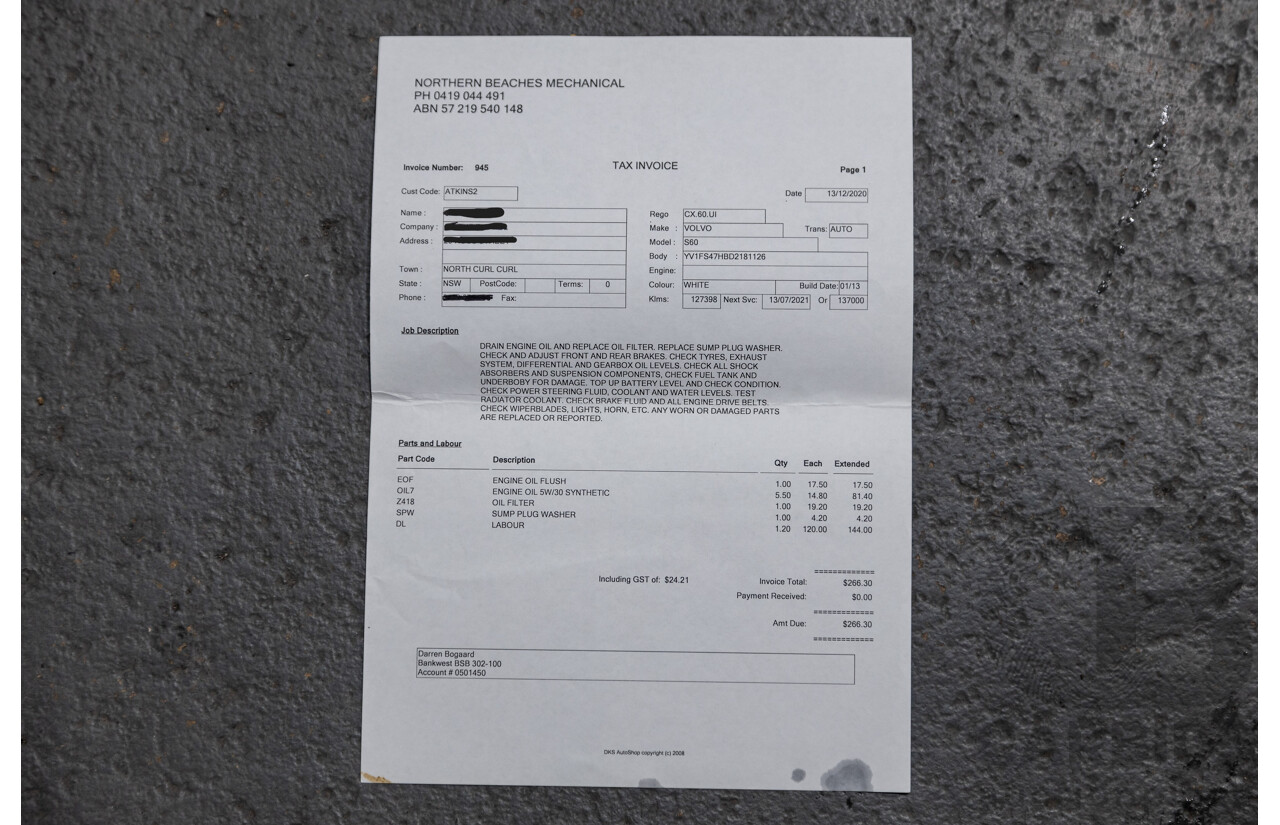 NORTHERN BEACHES MECHANICAL
PH 0419 044 491
ABN 57 219 540 148
Invoice Number: 945 TAX INVOICE Page 1
Cust Code: ATKINS2 Date 13/12/2020
Name : Rego CX.60.UI
Company : Make : VOLVO Trans: AUTO
Address : Model : S60
Body : YV1FS47HBD2181126
Town : NORTH CURL CURL Engine:
State : NSW PostCode: Terms: 0 Colour: WHITE Build Date: 01/13
Phone : Fax: Klms: 127398 Next Svc: 13/07/2021 Or 137000
Job Description
DRAIN ENGINE OIL AND REPLACE OIL FILTER. REPLACE SUMP PLUG WASHER.
CHECK AND ADJUST FRONT AND REAR BRAKES. CHECK TYRES, EXHAUST
SYSTEM, DIFFERENTIAL AND GEARBOX OIL LEVELS. CHECK ALL SHOCK
ABSORBERS AND SUSPENSION COMPONENTS, CHECK FUEL TANK AND
UNDERBOBY FOR DAMAGE. TOP UP BATTERY LEVEL AND CHECK CONDITION.
CHECK POWER STEERING FLUID, COOLANT AND WATER LEVELS. TEST
RADIATOR COOLANT. CHECK BRAKE FLUID AND ALL ENGINE DRIVE BELTS.
CHECK WIPERBLADES, LIGHTS, HORN, ETC. ANY WORN OR DAMAGED PARTS
ARE REPLACED OR REPORTED.
Parts and Labour
Part Code Description Qty Each Extended
EOF ENGINE OIL FLUSH 1.00 17.50 17.50
OIL7 ENGINE OIL 5W/30 SYNTHETIC 5.50 14.80 81.40
Z418 OIL FILTER 1.00 19.20 19.20
SPW SUMP PLUG WASHER 1.00 4.20 4.20
DL LABOUR 1.20 120.00 144.00
=============
Including GST of: $24.21 Invoice Total: $266.30
Payment Received: $0.00
=============
Amt Due: $266.30
=============
Darren Bogaard
Bankwest BSB 302-100
Account # 0501450
DKS AutoShop copyright (c) 2008